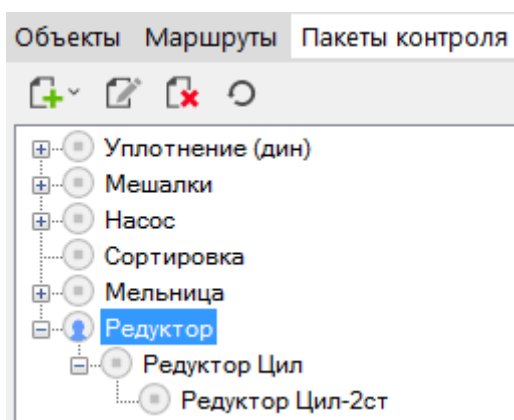 Объекты Маршруты Пакеты контроля
Уплотнение (дин)
Мешалки
Насос
Сортировка
Мельница
Редуктор
Редуктор Цил
Редуктор Цил-2ст